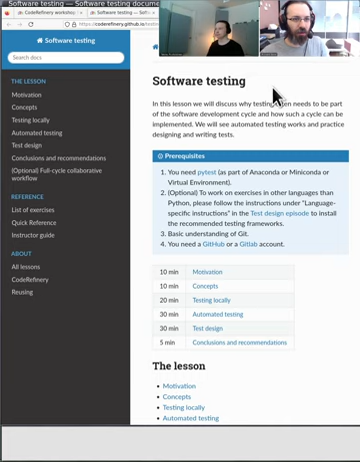 Software testing — Software testing docume
CodeRefinery worksho
Software testing — Soft
https://coderefinery.github.io/testin
Software testing
Search docs
THE LESSON
Motivation
Concepts
Testing locally
Automated testing
Test design
Conclusions and recommendations
(Optional) Full-cycle collaborative
workflow
REFERENCE
List of exercises
Quick Reference
Instructor guide
ABOUT
All lessons
CodeRefinery
Reusing
Software testing
In this lesson we will discuss why testing often needs to be part
of the software development cycle and how such a cycle can be
implemented. We will see automated testing works and practice
designing and writing tests.
Prerequisites
1. You need pytest (as part of Anaconda or Miniconda or
Virtual Environment).
2. (Optional) To work on exercises in other languages than
Python, please follow the instructions under "Language-
specific instructions" in the Test design episode to install
the recommended testing frameworks.
3. Basic understanding of Git.
4. You need a GitHub or a Gitlab account.
10 min Motivation
10 min Concepts
20 min Testing locally
30 min Automated testing
30 min Test design
5 min Conclusions and recommendations
The lesson
• Motivation
• Concepts
• Testing locally
• Automated testing